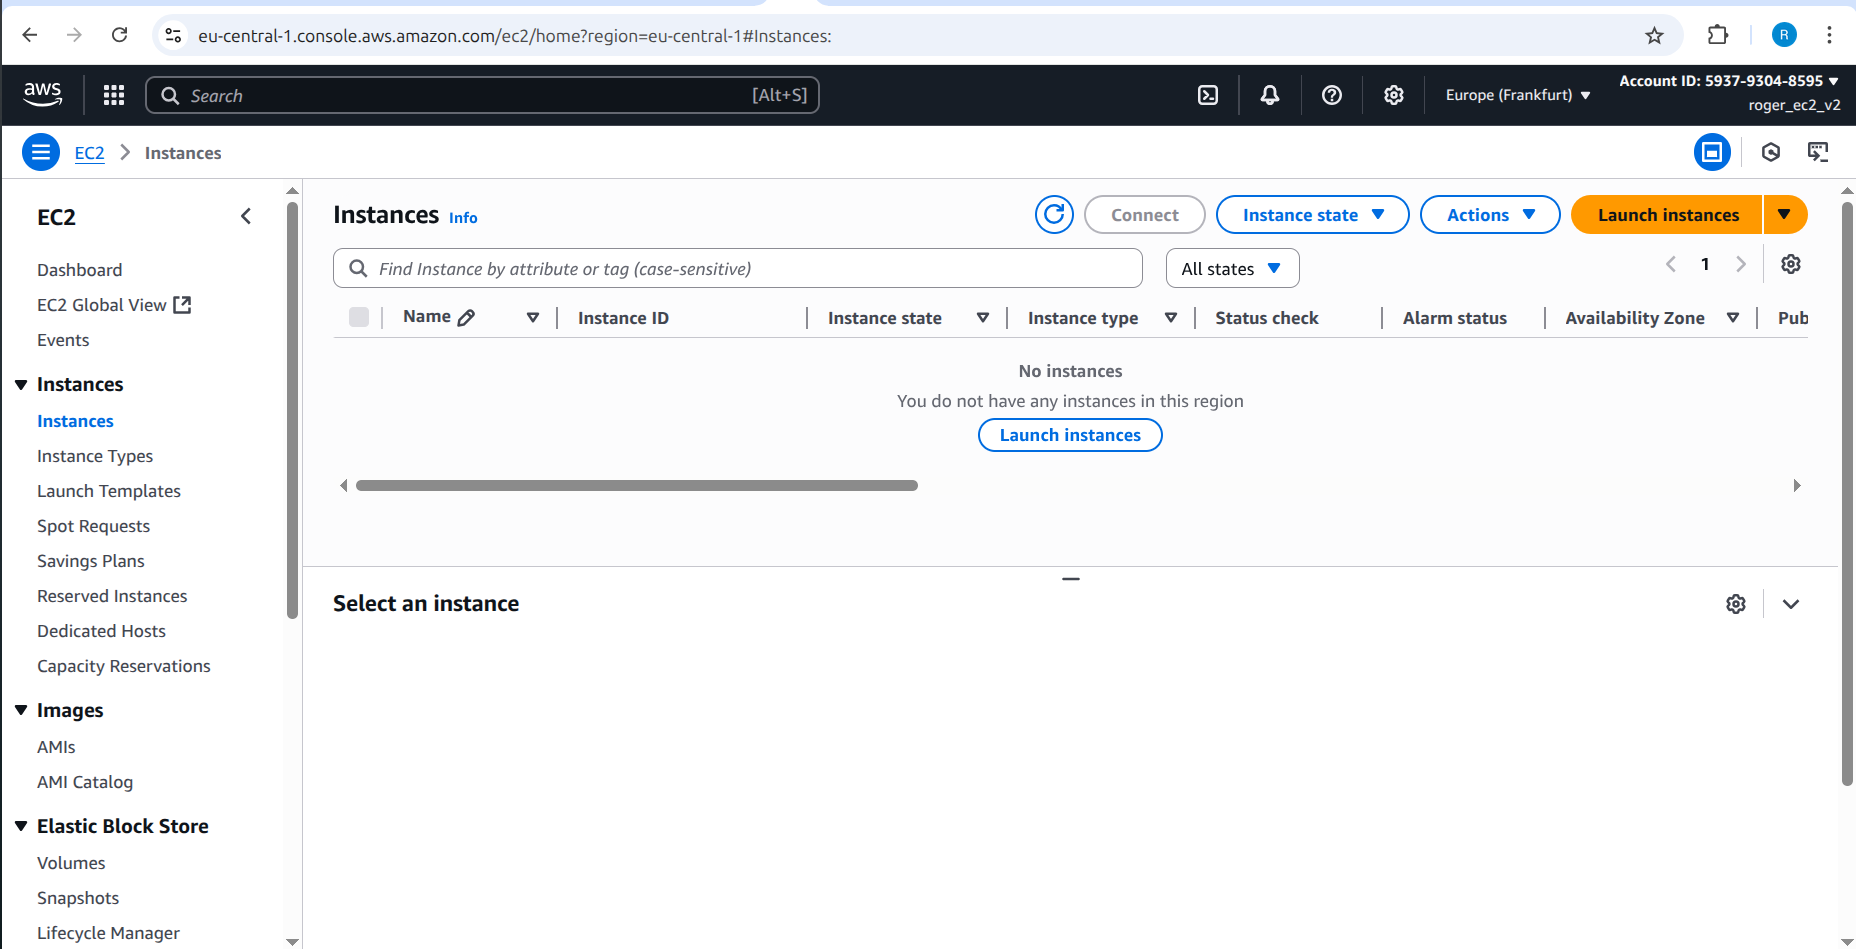 eu-central-1.console.aws.amazon.com/ec2/home?region=eu-central-1#Instances:
R
aws
Search
[Alt+S]
Europe (Frankfurt)
Account ID: 5937-9304-8595
roger_ec2_v2
EC2
Instances
EC2
Dashboard
EC2 Global View
Events
Instances
Instances
Instance Types
Launch Templates
Spot Requests
Savings Plans
Reserved Instances
Dedicated Hosts
Capacity Reservations
Images
AMIs
AMI Catalog
Elastic Block Store
Volumes
Snapshots
Lifecycle Manager
Instances Info
Connect
Instance state
Actions
Launch instances
Find Instance by attribute or tag (case-sensitive)
All states
1
Name
Instance ID
Instance state
Instance type
Status check
Alarm status
Availability Zone
Pub
No instances
You do not have any instances in this region
Launch instances
Select an instance